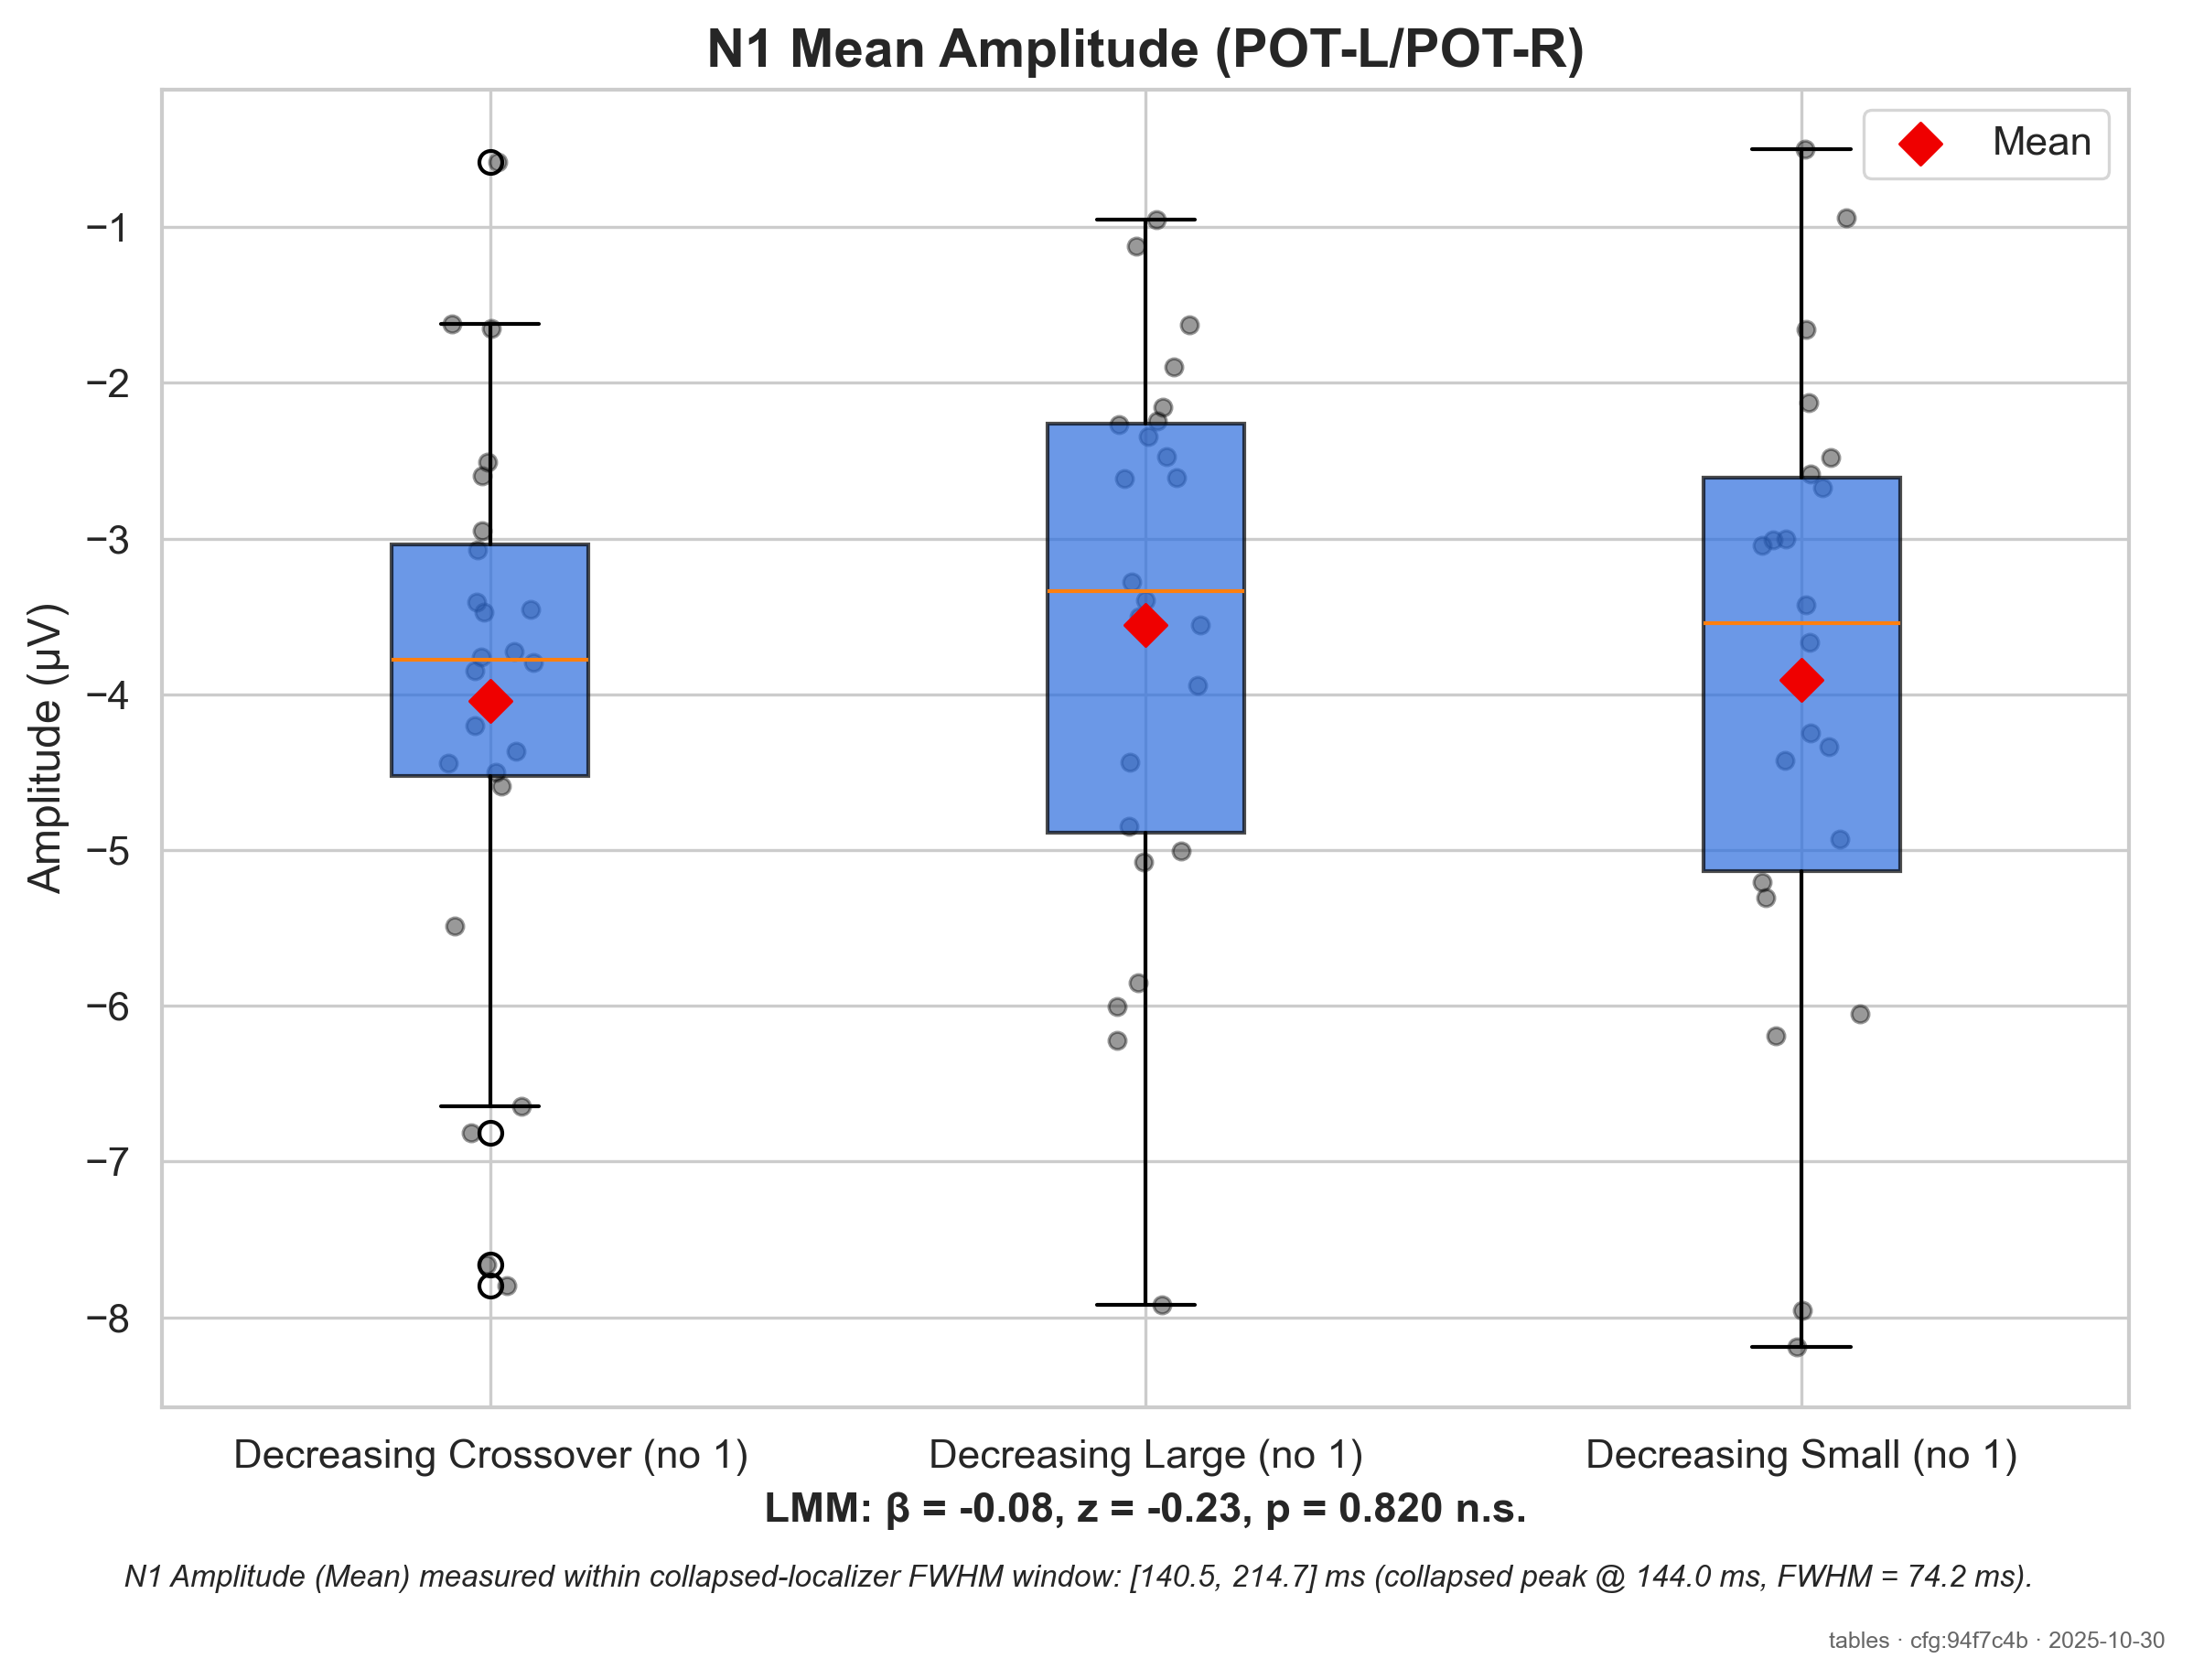 N1 Mean Amplitude (POT-L/POT-R)
Mean
Amplitude (µV)
−1
−2
−3
−4
−5
−6
−7
−8
Decreasing Crossover (no 1)
Decreasing Large (no 1)
Decreasing Small (no 1)
LMM: β = -0.08, z = -0.23, p = 0.820 n.s.
N1 Amplitude (Mean) measured within collapsed-localizer FWHM window: [140.5, 214.7] ms (collapsed peak @ 144.0 ms, FWHM = 74.2 ms).
tables · cfg:94f7c4b · 2025-10-30